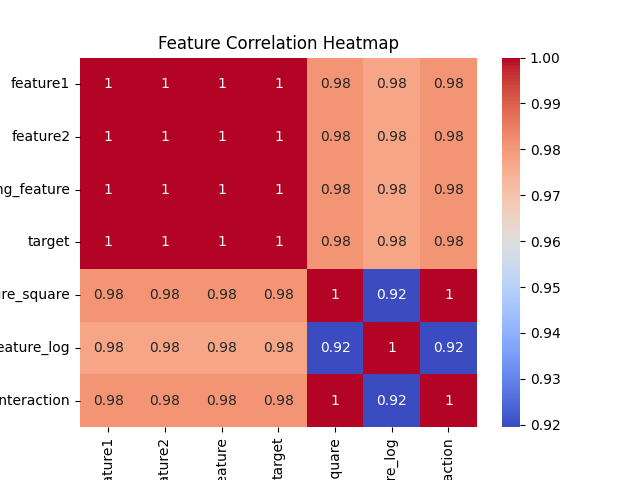 Feature Correlation Heatmap
feature1 1 1 1 1 0.98 0.98 0.98
feature2 1 1 1 1 0.98 0.98 0.98
ng_feature 1 1 1 1 0.98 0.98 0.98
target 1 1 1 1 0.98 0.98 0.98
re_square 0.98 0.98 0.98 0.98 1 0.92 1
eature_log 0.98 0.98 0.98 0.98 0.92 1 0.92
nteraction 0.98 0.98 0.98 0.98 1 0.92 1
ature1
ature2
feature
target
quare
re_log
action
1.00
0.99
0.98
0.97
0.96
0.95
0.94
0.93
0.92